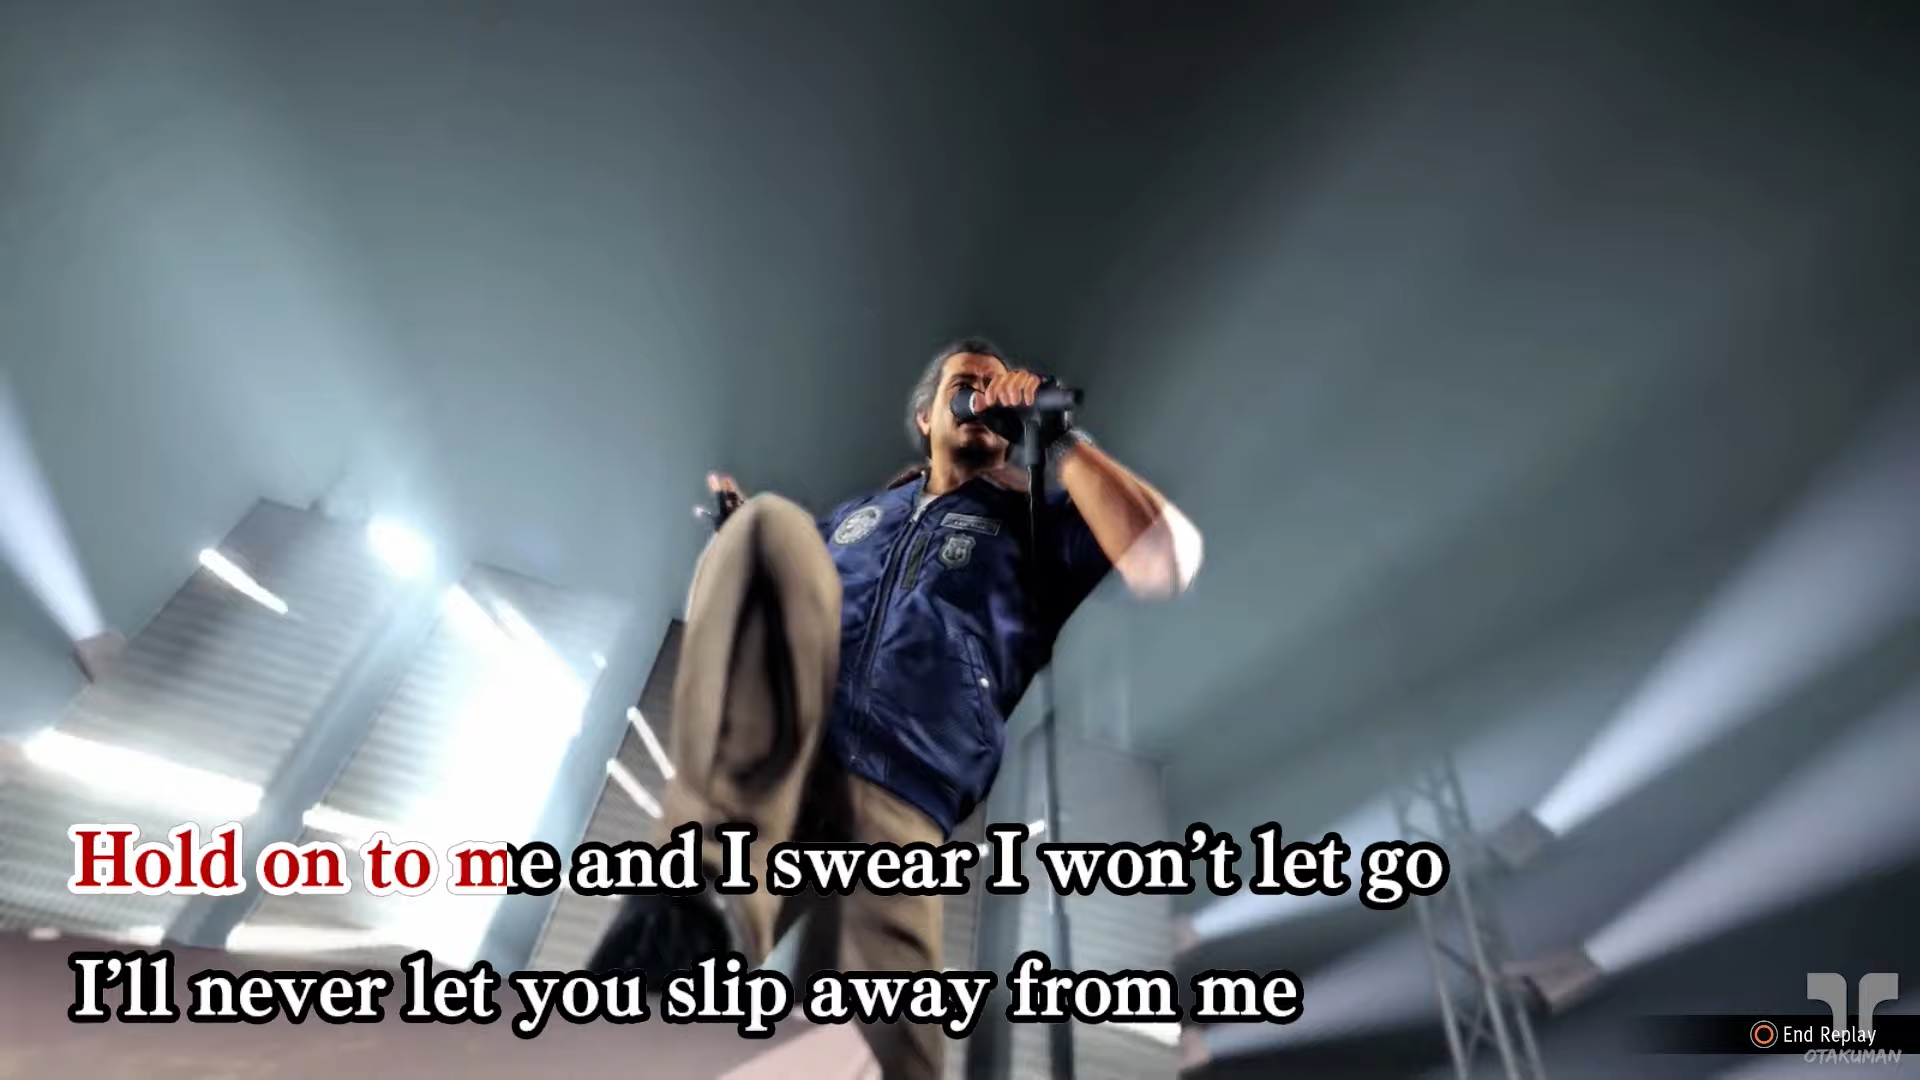 Hold on to me and I swear I won’t let go
I’ll never let you slip away from me
End Replay
OTAKUMAN